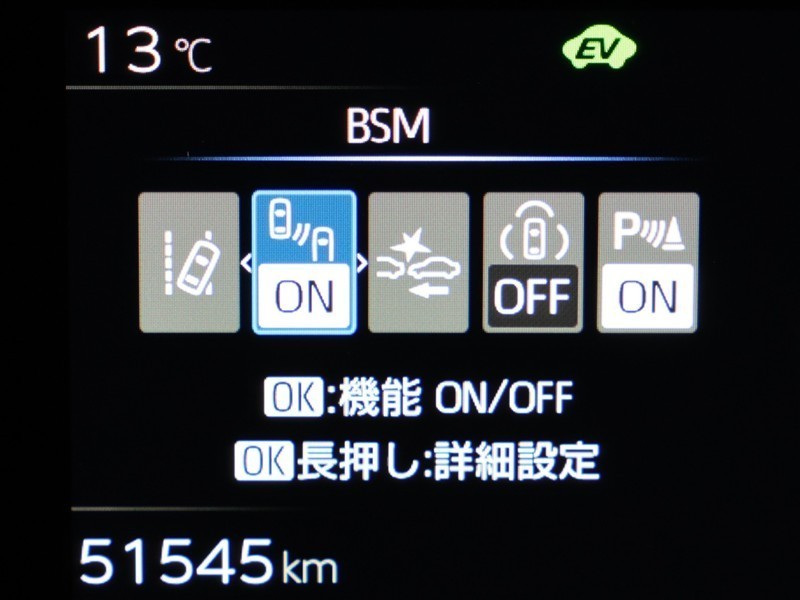 13℃ EV
BSM
ON OFF P ON
OK:機能 ON/OFF
OK長押し:詳細設定
51545km